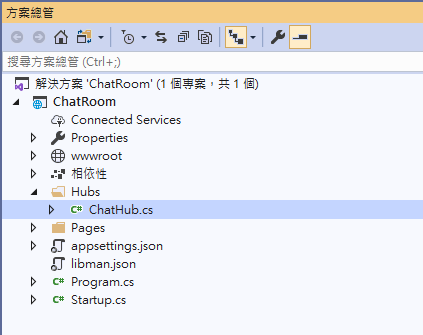 方案總管
搜尋方案總管 (Ctrl+;)
解決方案 'ChatRoom' (1 個專案，共 1 個)
ChatRoom
Connected Services
Properties
wwwroot
相依性
Hubs
C# ChatHub.cs
Pages
appsettings.json
libman.json
C# Program.cs
C# Startup.cs